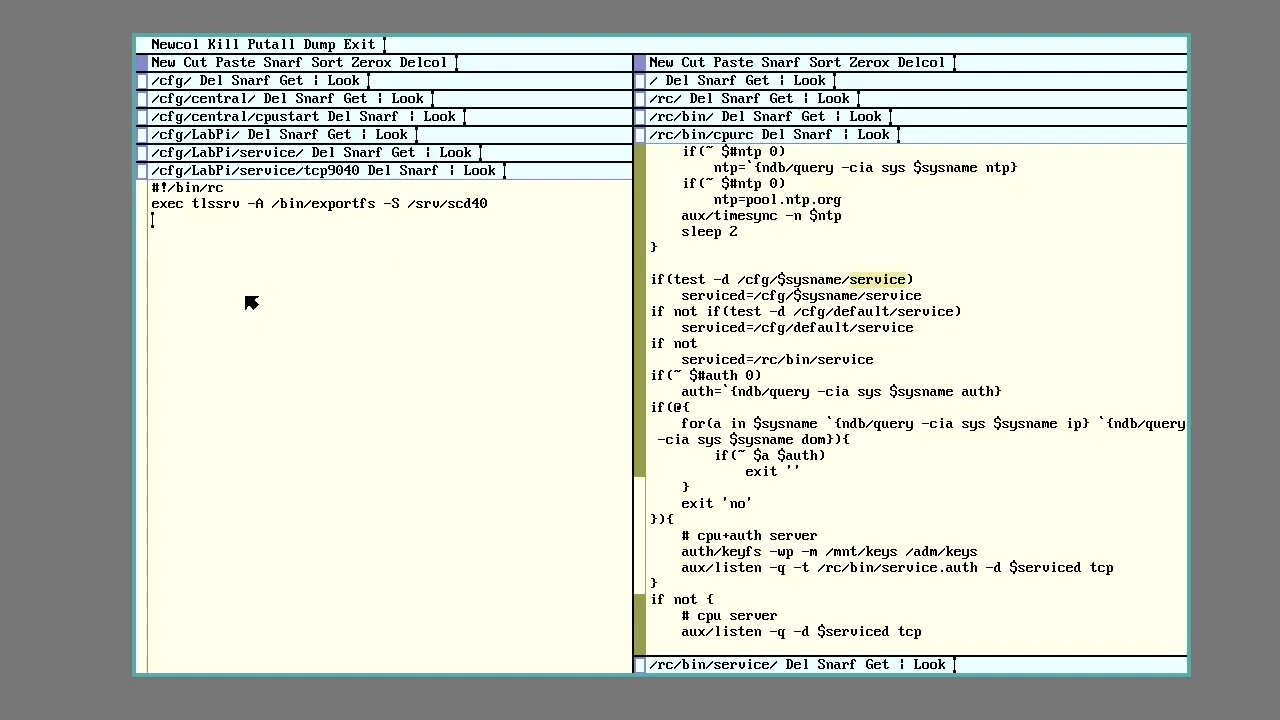 Newcol Kill Putall Dump Exit
New Cut Paste Snarf Sort Zerox Delcol
/cfg/ Del Snarf Get | Look
/cfg/central/ Del Snarf Get | Look
/cfg/central/cpustart Del Snarf | Look
/cfg/LabPi/ Del Snarf Get | Look
/cfg/LabPi/service/ Del Snarf Get | Look
/cfg/LabPi/service/tcp9040 Del Snarf | Look
#!/bin/rc
exec tlssrv -A /bin/exportfs -S /srv/scd40
New Cut Paste Snarf Sort Zerox Delcol
/ Del Snarf Get | Look
/rc/ Del Snarf Get | Look
/rc/bin/ Del Snarf Get | Look
/rc/bin/cpurc Del Snarf | Look
    if(~ $#ntp 0)
        ntp=`{ndb/query -cia sys $sysname ntp}
    if(~ $#ntp 0)
        ntp=pool.ntp.org
    aux/timesync -n $ntp
    sleep 2
}
if(test -d /cfg/$sysname/service)
    serviced=/cfg/$sysname/service
if not if(test -d /cfg/default/service)
    serviced=/cfg/default/service
if not
    serviced=/rc/bin/service
if(~ $#auth 0)
    auth=`{ndb/query -cia sys $sysname auth}
if(@{
    for(a in $sysname `{ndb/query -cia sys $sysname ip} `{ndb/query
 -cia sys $sysname dom}){
        if(~ $a $auth)
            exit ''
    }
    exit 'no'
}){
    # cpu+auth server
    auth/keyfs -wp -m /mnt/keys /adm/keys
    aux/listen -q -t /rc/bin/service.auth -d $serviced tcp
}
if not {
    # cpu server
    aux/listen -q -d $serviced tcp
/rc/bin/service/ Del Snarf Get | Look